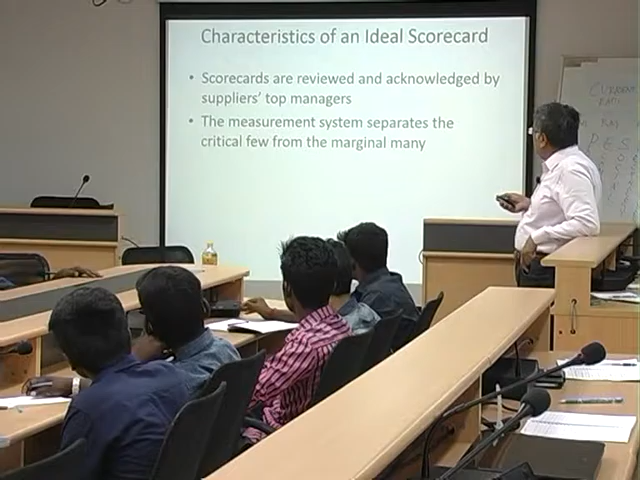 Characteristics of an Ideal Scorecard
• Scorecards are reviewed and acknowledged by
suppliers' top managers
• The measurement system separates the
critical few from the marginal many